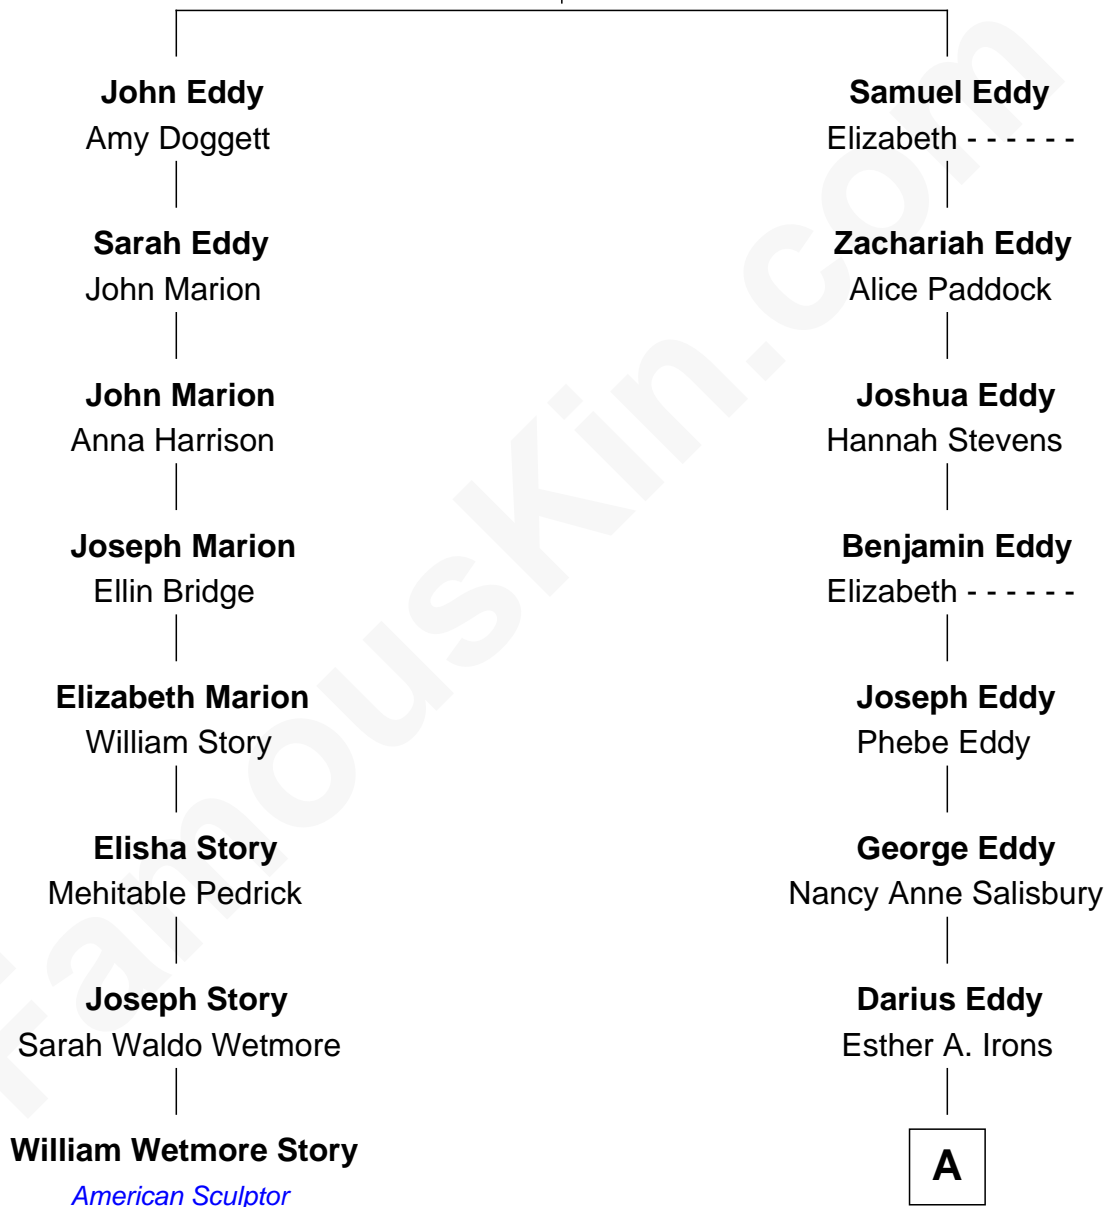 John Eddy
Amy Doggett
Sarah Eddy
John Marion
John Marion
Anna Harrison
Joseph Marion
Ellin Bridge
Elizabeth Marion
William Story
Elisha Story
Mehitable Pedrick
Joseph Story
Sarah Waldo Wetmore
William Wetmore Story
American Sculptor
Samuel Eddy
Elizabeth - - - - - -
Zachariah Eddy
Alice Paddock
Joshua Eddy
Hannah Stevens
Benjamin Eddy
Elizabeth - - - - - -
Joseph Eddy
Phebe Eddy
George Eddy
Nancy Anne Salisbury
Darius Eddy
Esther A. Irons
A
FamousKin.com